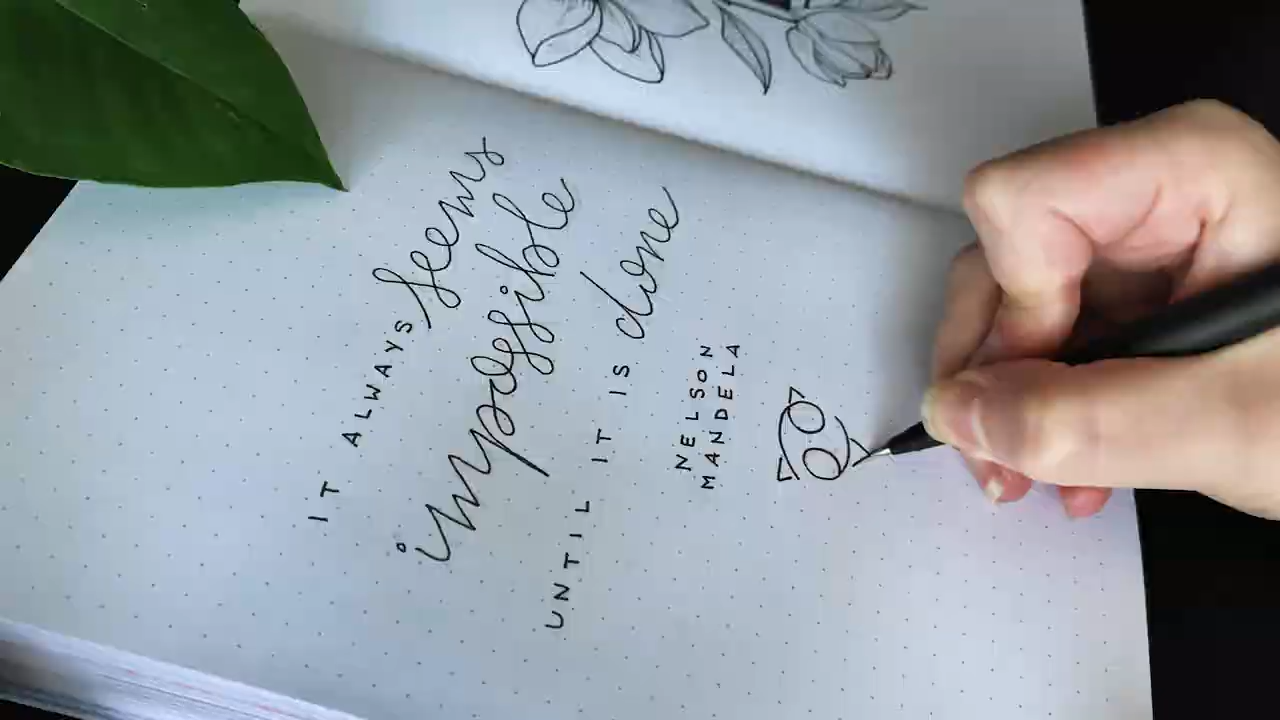 IT ALWAYS seems
impossible
UNTIL IT IS done
NELSON
MANDELA